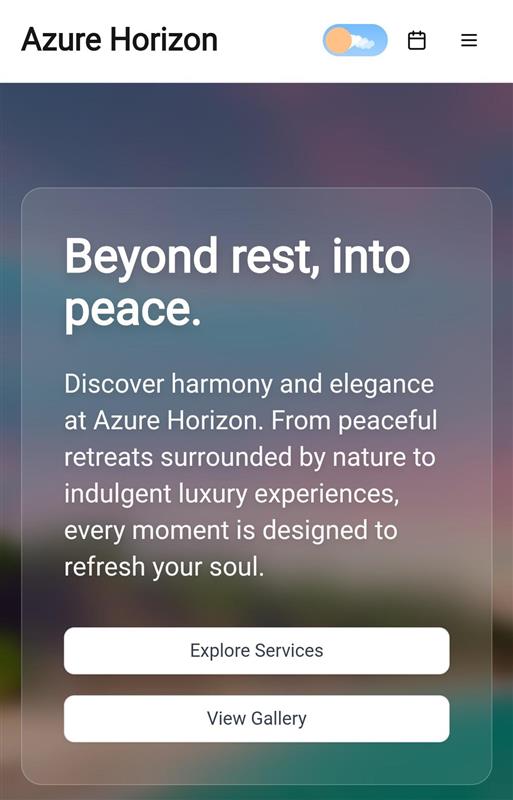 Azure Horizon
Beyond rest, into
peace.
Discover harmony and elegance
at Azure Horizon. From peaceful
retreats surrounded by nature to
indulgent luxury experiences,
every moment is designed to
refresh your soul.
Explore Services
View Gallery